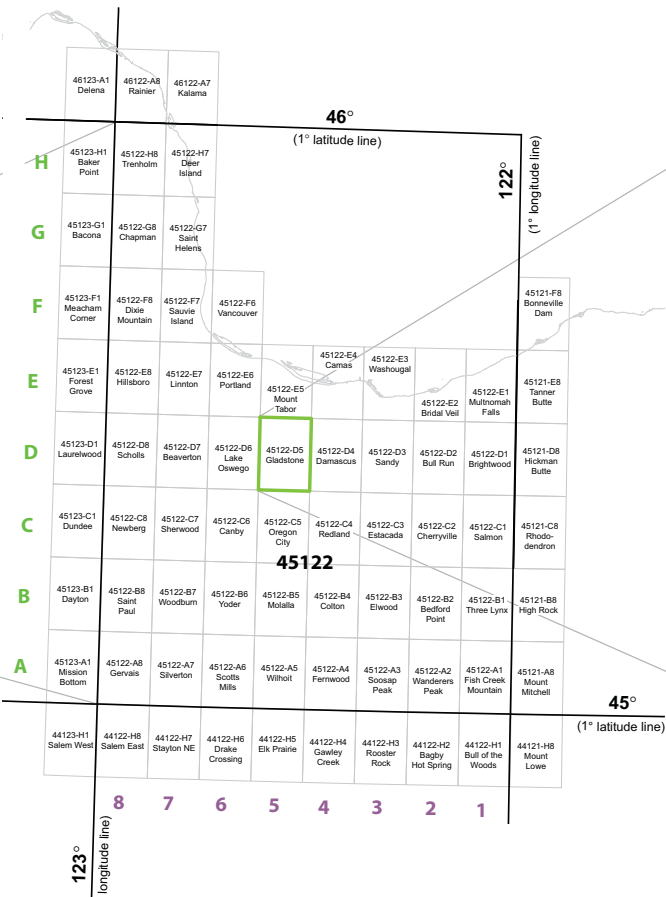 46123-A1
Delena
46122-A8
Rainier
46122-A7
Kalama
46°
(1° latitude line)
122°
(1° longitude line)
H
45123-H1
Baker
Point
45122-H8
Trenholm
45122-H7
Deer
Island
G
45123-G1
Bacona
45122-G8
Chapman
45122-G7
Saint
Helens
F
45123-F1
Meacham
Corner
45122-F8
Dixie
Mountain
45122-F7
Sauvie
Island
45122-F6
Vancouver
45121-F8
Bonneville
Dam
E
45123-E1
Forest
Grove
45122-E8
Hillsboro
45122-E7
Linnton
45122-E6
Portland
45122-E5
Mount
Tabor
45122-E4
Camas
45122-E3
Washougal
45122-E2
Bridal Veil
45122-E1
Multnomah
Falls
45121-E8
Tanner
Butte
D
45123-D1
Laurelwood
45122-D8
Scholls
45122-D7
Beaverton
45122-D6
Lake
Oswego
45122-D5
Gladstone
45122-D4
Damascus
45122-D3
Sandy
45122-D2
Bull Run
45122-D1
Brightwood
45121-D8
Hickman
Butte
C
45123-C1
Dundee
45122-C8
Newberg
45122-C7
Sherwood
45122-C6
Canby
45122-C5
Oregon
City
45122-C4
Redland
45122-C3
Estacada
45122-C2
Cherryville
45122-C1
Salmon
45121-C8
Rhodo-
dendron
45122
B
45123-B1
Dayton
45122-B8
Saint
Paul
45122-B7
Woodburn
45122-B6
Yoder
45122-B5
Molalla
45122-B4
Colton
45122-B3
Elwood
45122-B2
Bedford
Point
45122-B1
Three Lynx
45121-B8
High Rock
A
45123-A1
Mission
Bottom
45122-A8
Gervais
45122-A7
Silverton
45122-A6
Scotts
Mills
45122-A5
Wilhoit
45122-A4
Fernwood
45122-A3
Soosap
Peak
45122-A2
Wanderers
Peak
45122-A1
Fish Creek
Mountain
45121-A8
Mount
Mitchell
45°
(1° latitude line)
44123-H1
Salem West
44122-H8
Salem East
44122-H7
Stayton NE
44122-H6
Drake
Crossing
44122-H5
Elk Prairie
44122-H4
Gawley
Creek
44122-H3
Rooster
Rock
44122-H2
Bagby
Hot Spring
44122-H1
Bull of the
Woods
44121-H8
Mount
Lowe
8 7 6 5 4 3 2 1
123°
longitude line)